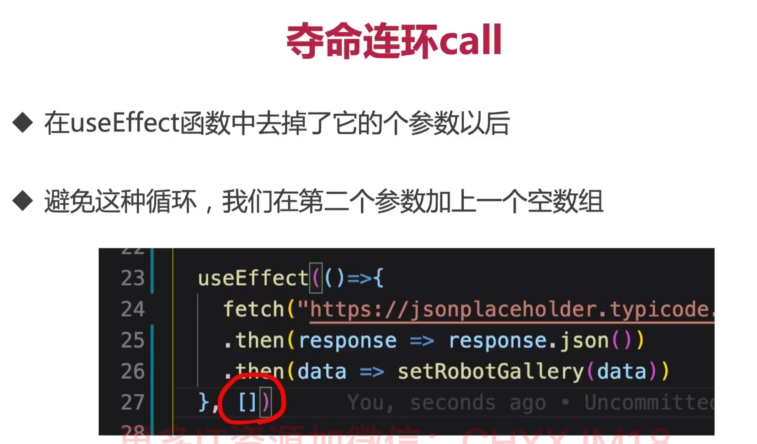 夺命连环call
◆ 在useEffect函数中去掉了它的个参数以后
◆ 避免这种循环，我们在第二个参数加上一个空数组
22
23 useEffect(()=>{
24 fetch("https://jsonplaceholder.typicode.
25 .then(response => response.json())
26 .then(data => setRobotGallery(data))
27 }, []) You, seconds ago • Uncommitted
28